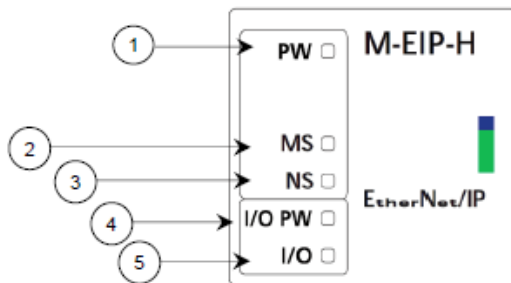 1
PW
M-EIP-H
2
MS
3
NS
EtherNet/IP
4
I/O PW
5
I/O